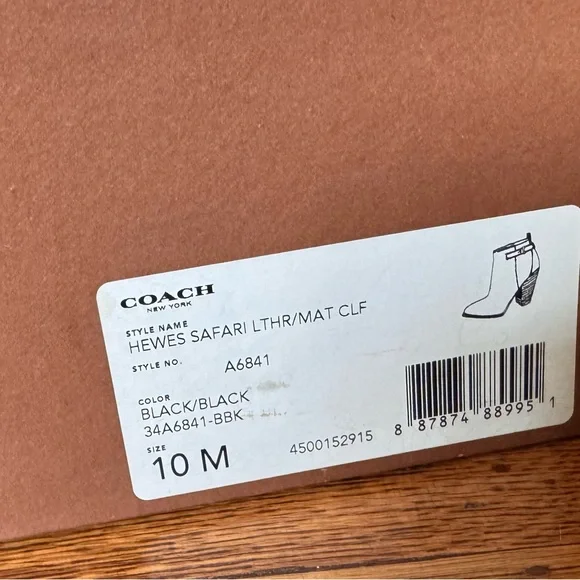 COACH
NEW YORK
STYLE NAME
HEWES SAFARI LTHR/MAT CLF
STYLE NO.
A6841
COLOR
BLACK/BLACK
34A6841-BBK
SIZE
10 M
4500152915
8 87874 88995 1